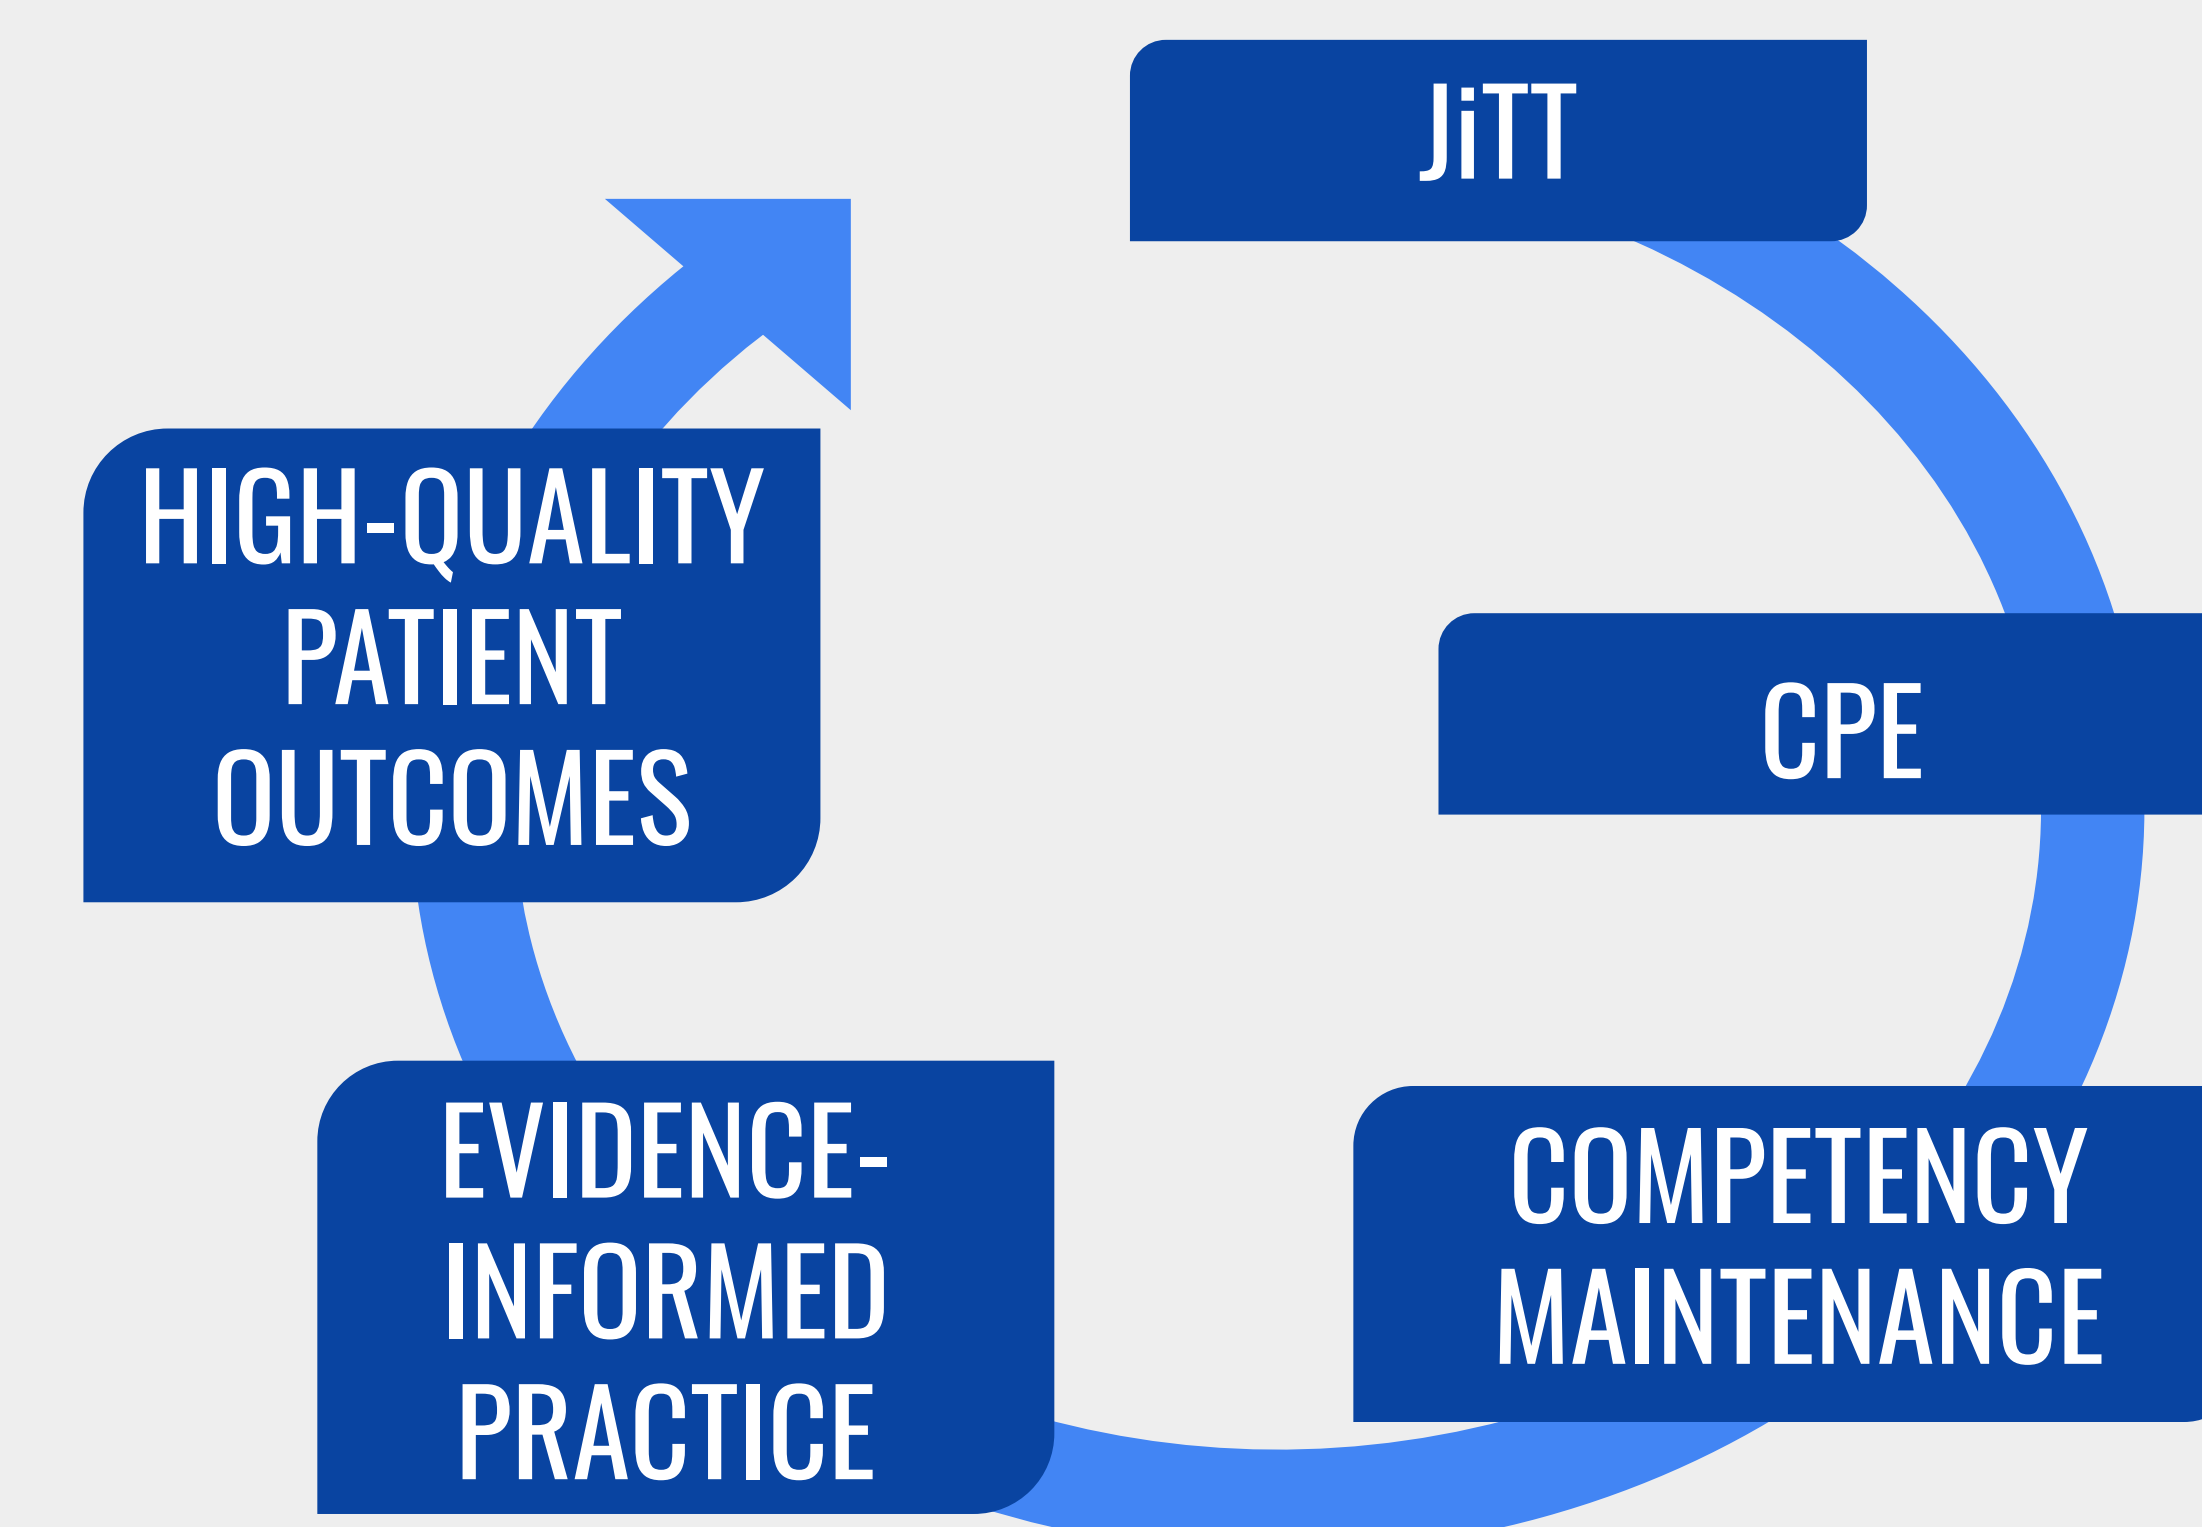 JiTT
CPE
COMPETENCY
MAINTENANCE
EVIDENCE-
INFORMED
PRACTICE
HIGH-QUALITY
PATIENT
OUTCOMES